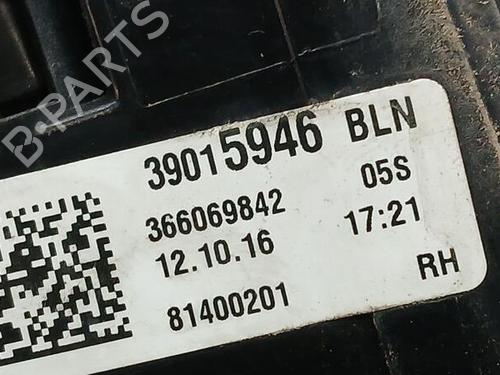 B-PARTS
39015946 BLN
366069842 05S
12.10.16 17:21
81400201 RH